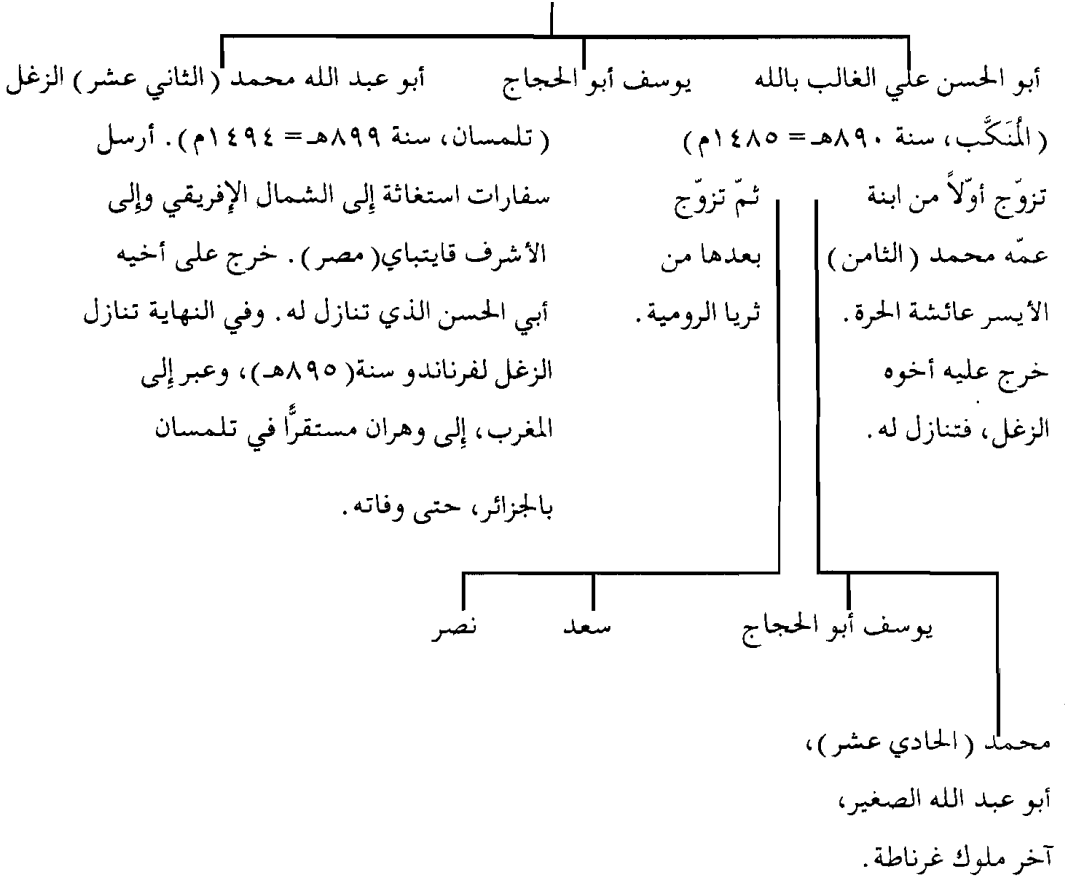 أبو الحسن علي الغالب بالله يوسف أبو الحجاج أبو عبد الله محمد (الثاني عشر) الزغل
(المُنَكَّب، سنة ٨٩٠هـ = ١٤٨٥م) (تلمسان، سنة ٨٩٩هـ = ١٤٩٤م). أرسل
تزوّج أوّلاً من ابنة ثمّ تزوّج سفارات استغاثة إلى الشمال الإفريقي وإلى
عمّه محمد (الثامن) بعدها من الأشرف قايتباي (مصر). خرج على أخيه
الأيسر عائشة الحرة. ثريا الرومية. أبي الحسن الذي تنازل له. وفي النهاية تنازل
خرج عليه أخوه الزغل لفرناندو سنة (٨٩٥هـ)، وعبر إلى
الزغل، فتنازل له. المغرب، إلى وهران مستقرًّا في تلمسان
بالجزائر، حتى وفاته.
يوسف أبو الحجاج سعد نصر
محمد (الحادي عشر)،
أبو عبد الله الصغير،
آخر ملوك غرناطة.